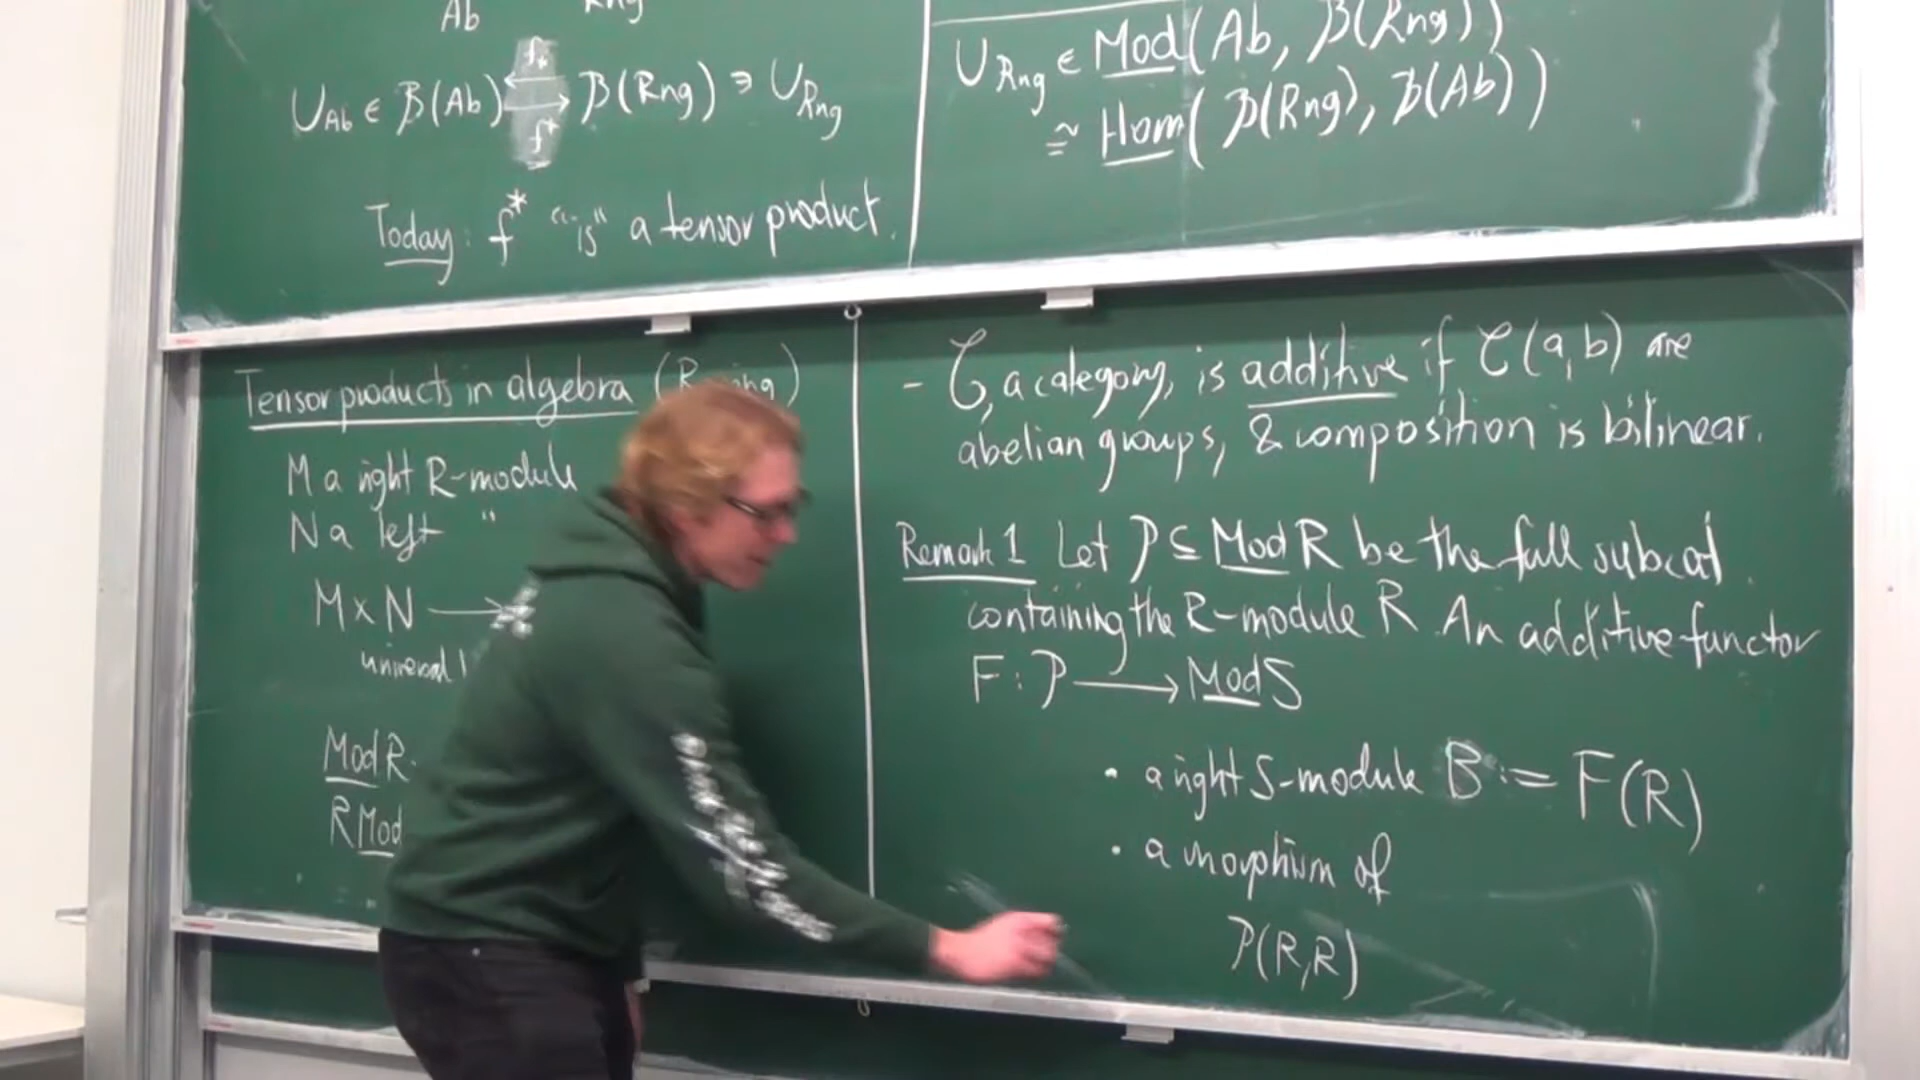 Ab Rng
U_Ab ∈ B(Ab) ⇄ B(Rng) ∋ U_Rng
f_*
f^*
Today: f^* "is" a tensor product.
U_Rng ∈ Mod(Ab, B(Rng))
≅ Hom(B(Rng), B(Ab))
Tensor products in algebra (R ring)
M a right R-module
N a left "
M × N ⟶
universal
Mod R
R Mod
- C, a category, is additive if C(a,b) are
abelian groups, & composition is bilinear.
Remark 1 Let P ⊆ Mod R be the full subcat.
containing the R-module R. An additive functor
F: P ⟶ Mod S
• a right S-module B := F(R)
• a morphism of
P(R,R)